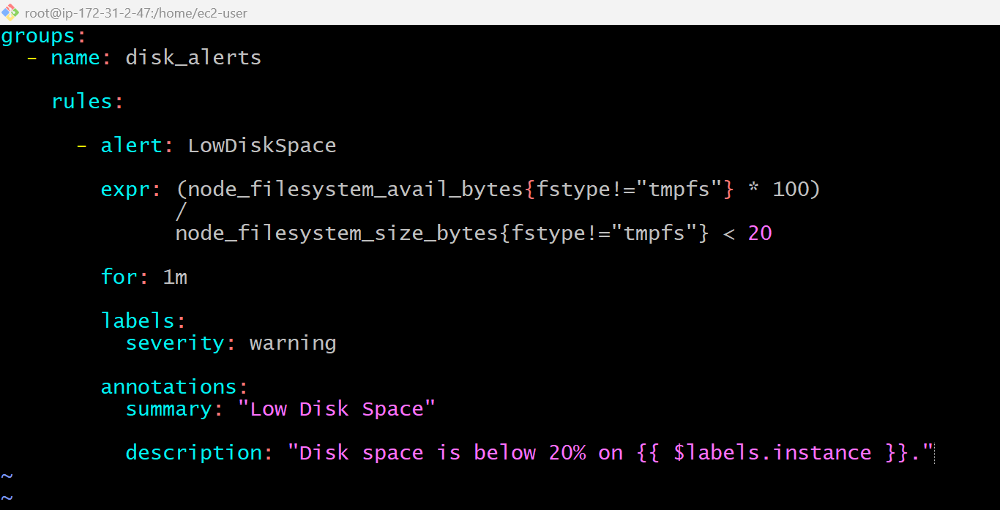 root@ip-172-31-2-47:/home/ec2-user
groups:
  - name: disk_alerts
    rules:
      - alert: LowDiskSpace
        expr: (node_filesystem_avail_bytes{fstype!="tmpfs"} * 100)
              /
              node_filesystem_size_bytes{fstype!="tmpfs"} < 20
        for: 1m
        labels:
          severity: warning
        annotations:
          summary: "Low Disk Space"
          description: "Disk space is below 20% on {{ $labels.instance }}."
~
~